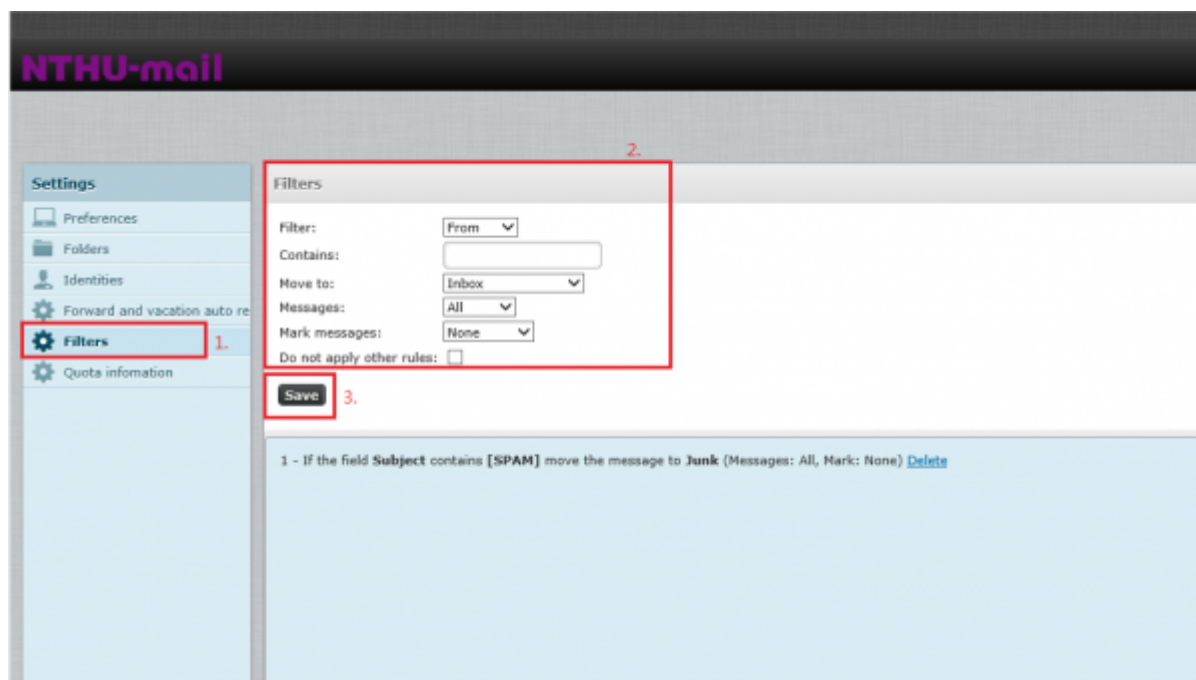 NTHU-mail
2.
Settings
Preferences
Folders
Identities
Forward and vacation auto re
Filters
1.
Quota infomation
Filters
Filter: From
Contains:
Move to: Inbox
Messages: All
Mark messages: None
Do not apply other rules:
Save
3.
1 - If the field Subject contains [SPAM] move the message to Junk (Messages: All, Mark: None) Delete